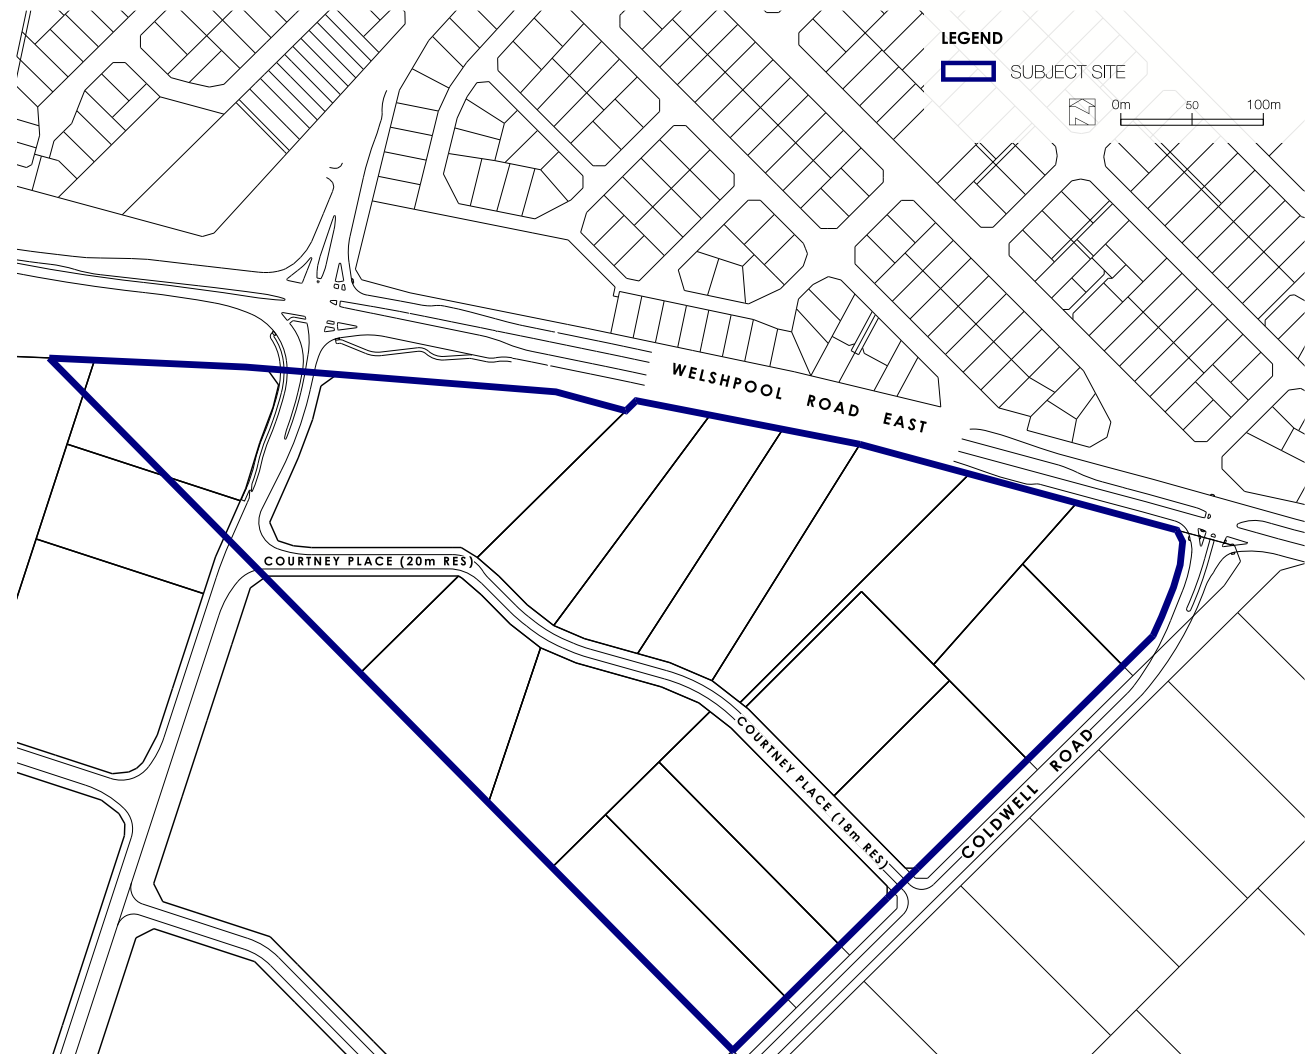 LEGEND
SUBJECT SITE
0m 50 100m
WELSHPOOL ROAD EAST
COURTNEY PLACE (20m RES)
COURTNEY PLACE (18m RES)
COLDWELL ROAD